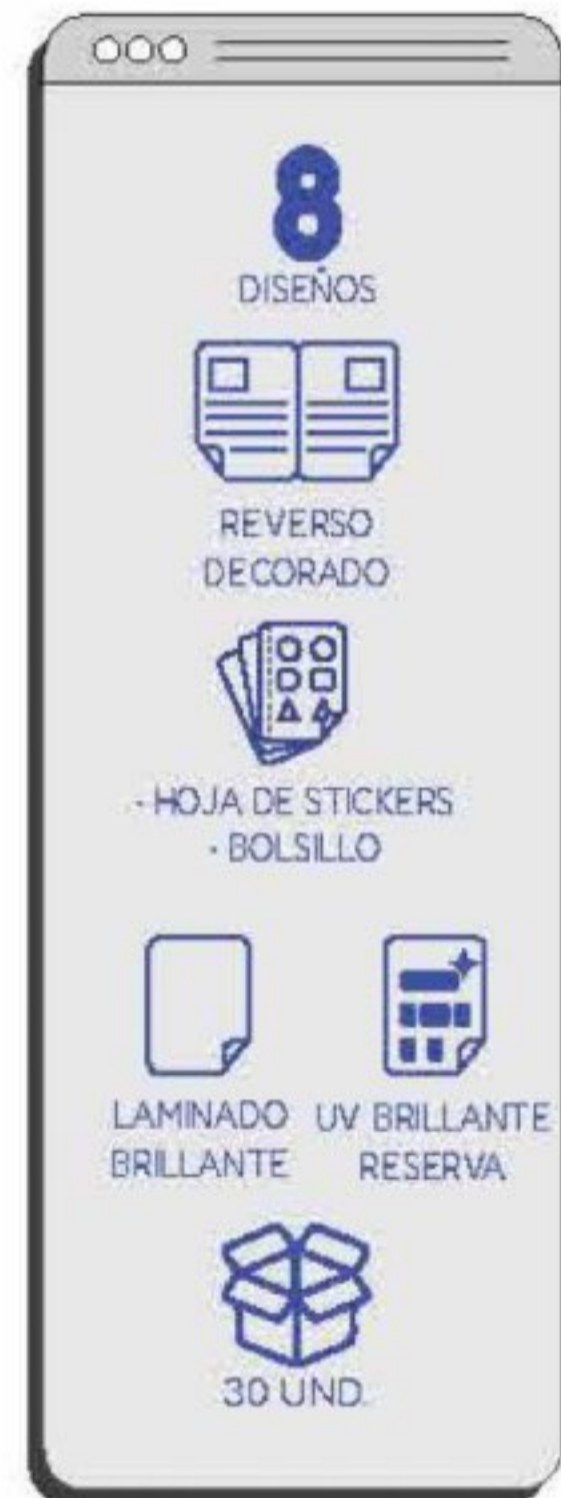 8
DISEÑOS
REVERSO
DECORADO
- HOJA DE STICKERS
- BOLSILLO
LAMINADO
BRILLANTE
UV BRILLANTE
RESERVA
30 UND.